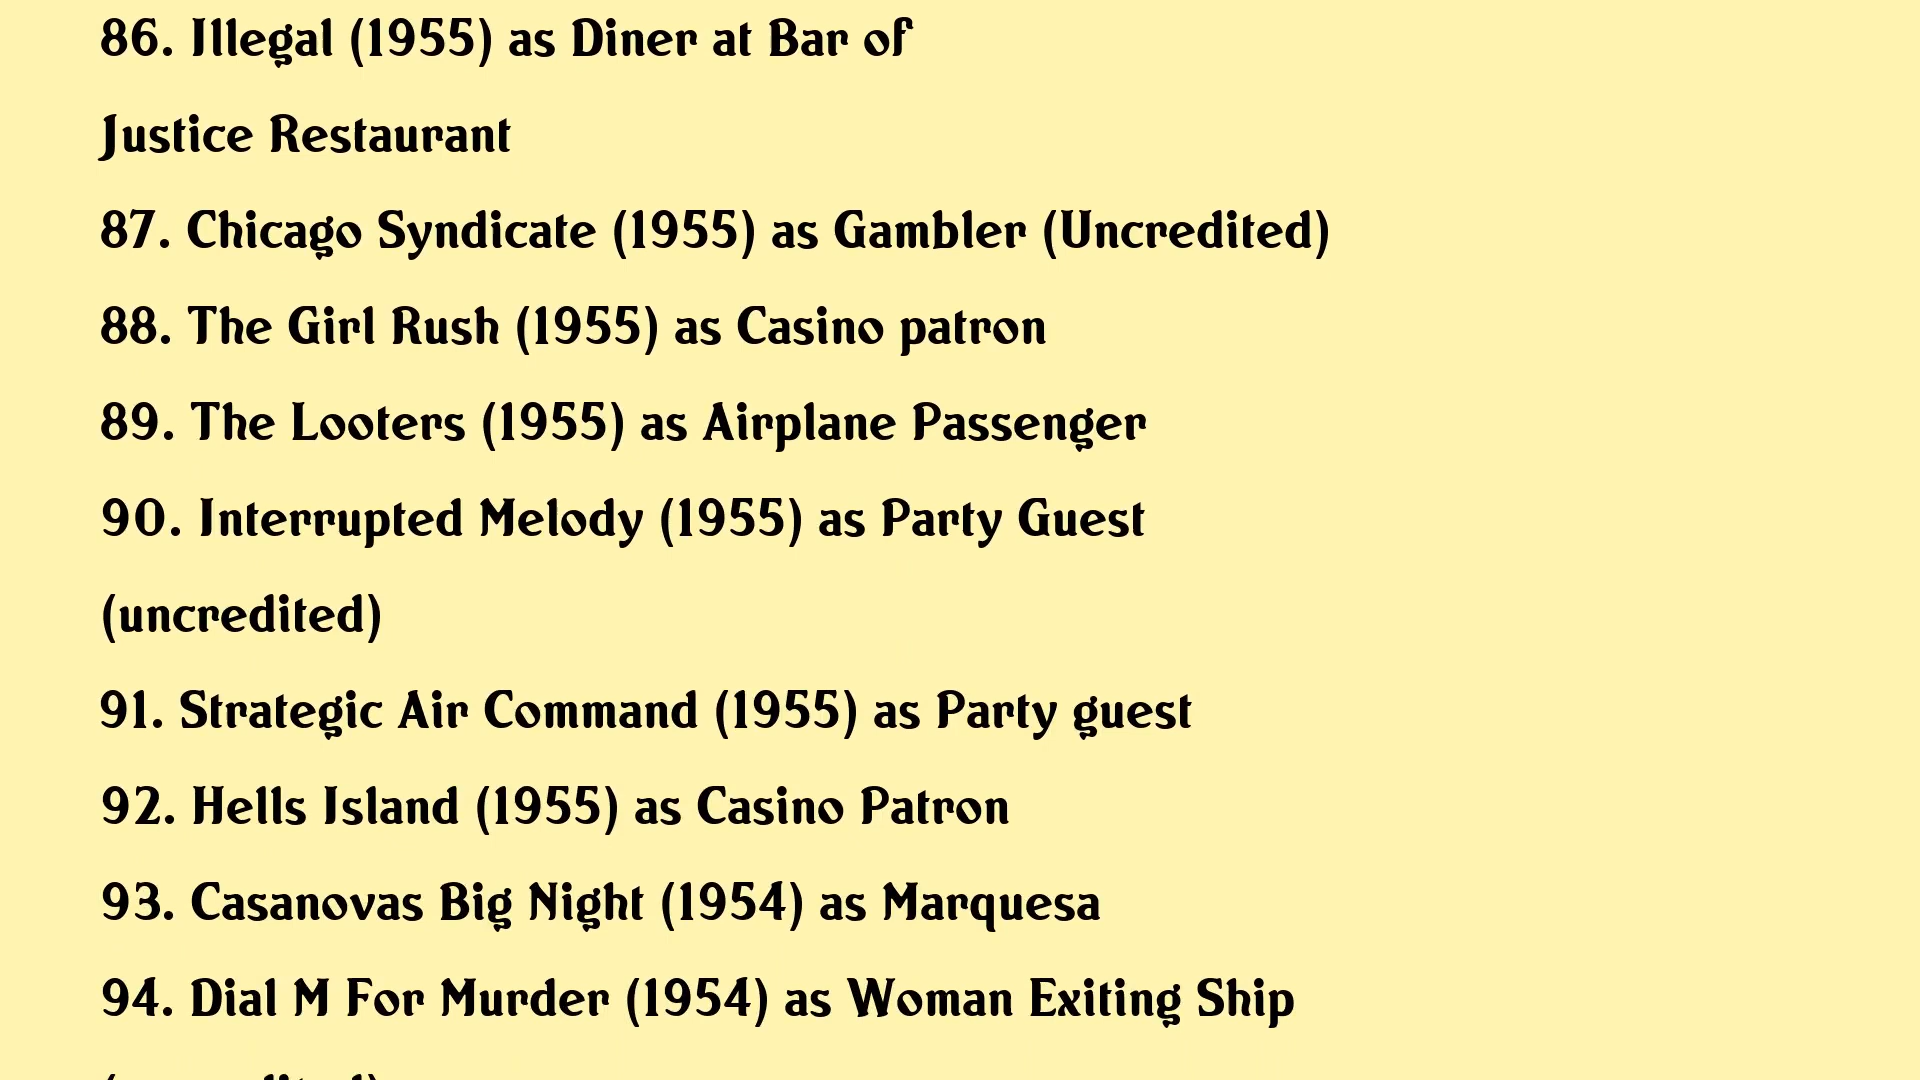 86. Illegal (1955) as Diner at Bar of
Justice Restaurant
87. Chicago Syndicate (1955) as Gambler (Uncredited)
88. The Girl Rush (1955) as Casino patron
89. The Looters (1955) as Airplane Passenger
90. Interrupted Melody (1955) as Party Guest
(uncredited)
91. Strategic Air Command (1955) as Party guest
92. Hells Island (1955) as Casino Patron
93. Casanovas Big Night (1954) as Marquesa
94. Dial M For Murder (1954) as Woman Exiting Ship